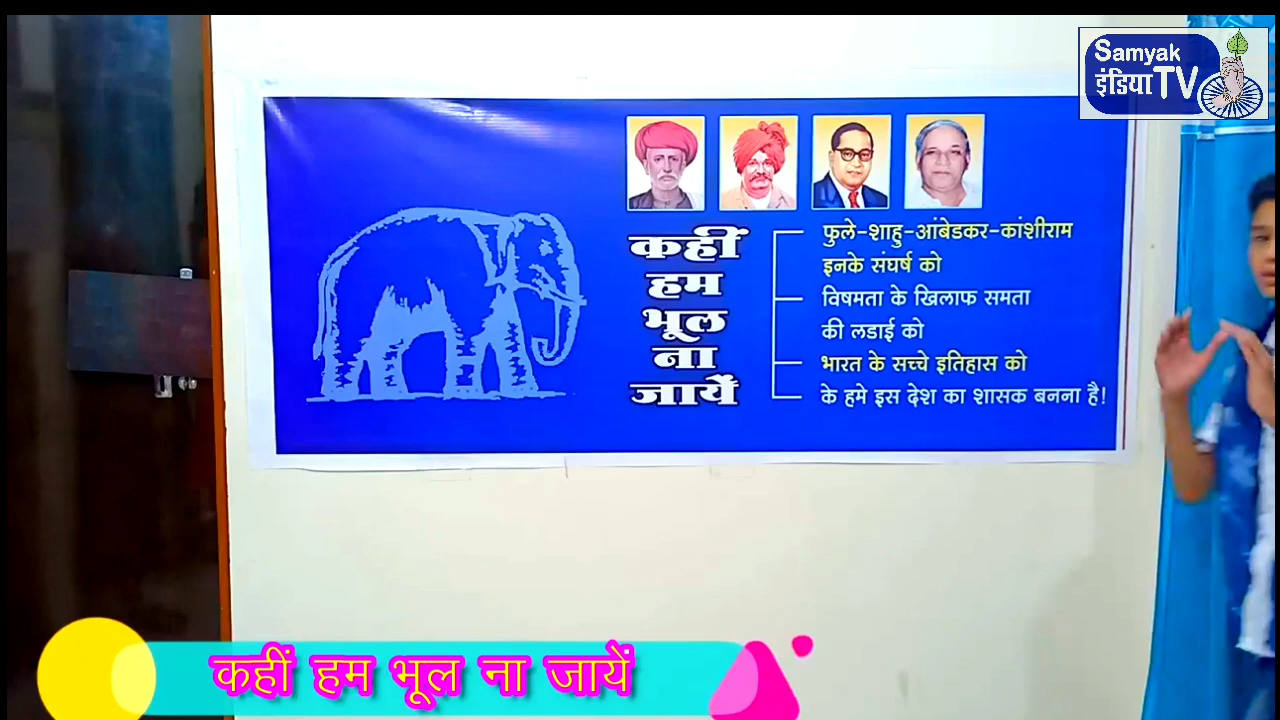 Samyak
इंडिया TV
कहीं
हम
भूल
ना
जायें
फुले-शाहु-आंबेडकर-कांशीराम
इनके संघर्ष को
विषमता के खिलाफ समता
की लडाई को
भारत के सच्चे इतिहास को
के हमे इस देश का शासक बनना है!
कहीं हम भूल ना जायें